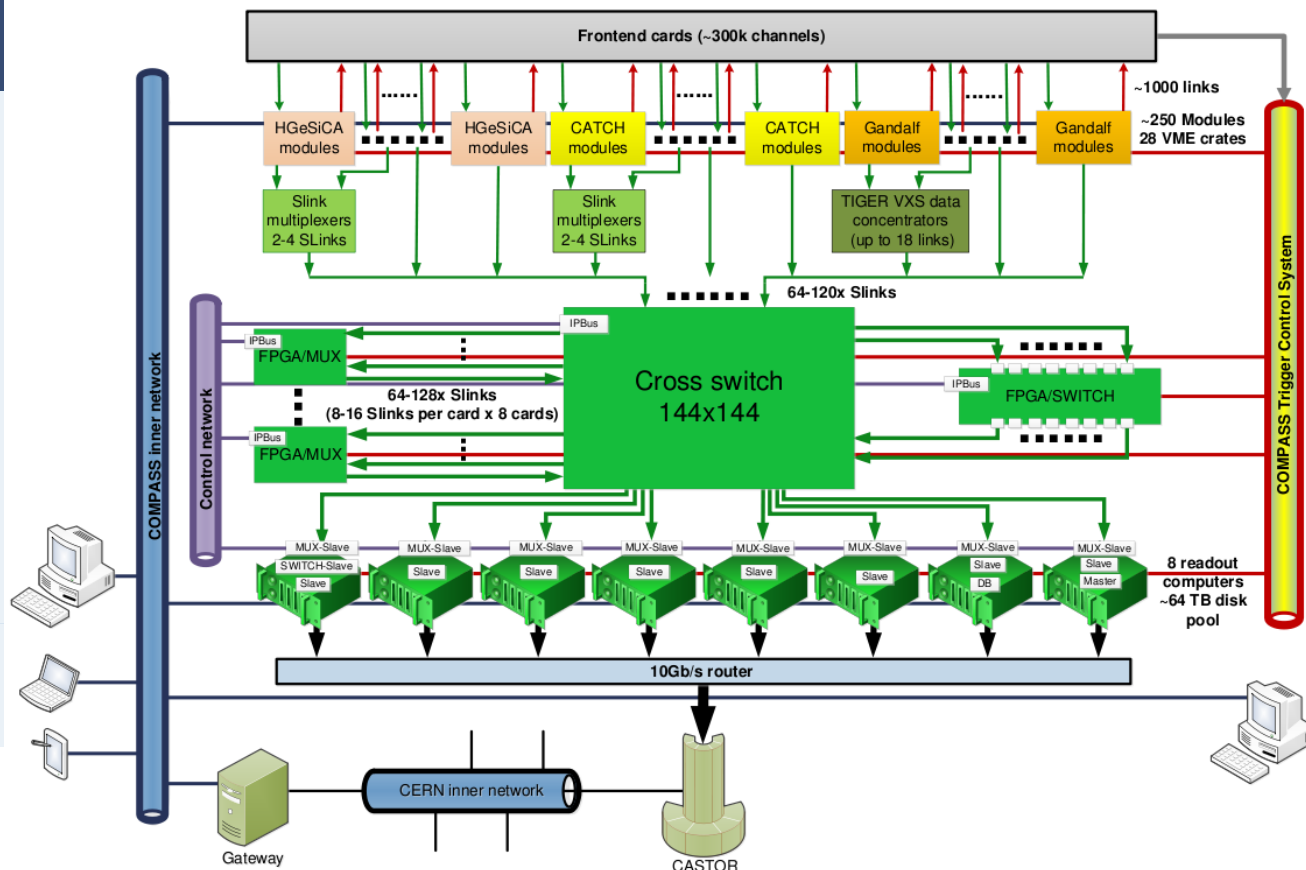 Frontend cards (~300k channels)
~1000 links
HGeSiCA
modules
HGeSiCA
modules
CATCH
modules
CATCH
modules
Gandalf
modules
Gandalf
modules
~250 Modules
28 VME crates
Slink
multiplexers
2-4 SLinks
Slink
multiplexers
2-4 SLinks
TIGER VXS data
concentrators
(up to 18 links)
64-120x Slinks
COMPASS inner network
Control network
COMPASS Trigger Control System
IPBus
IPBus
FPGA/MUX
64-128x Slinks
(8-16 Slinks per card x 8 cards)
IPBus
FPGA/MUX
Cross switch
144x144
IPBus
FPGA/SWITCH
MUX-Slave
SWITCH-Slave
Slave
MUX-Slave
Slave
MUX-Slave
Slave
MUX-Slave
Slave
MUX-Slave
Slave
MUX-Slave
Slave
MUX-Slave
Slave
DB
MUX-Slave
Slave
Master
8 readout
computers
~64 TB disk
pool
10Gb/s router
CERN inner network
Gateway
CASTOR